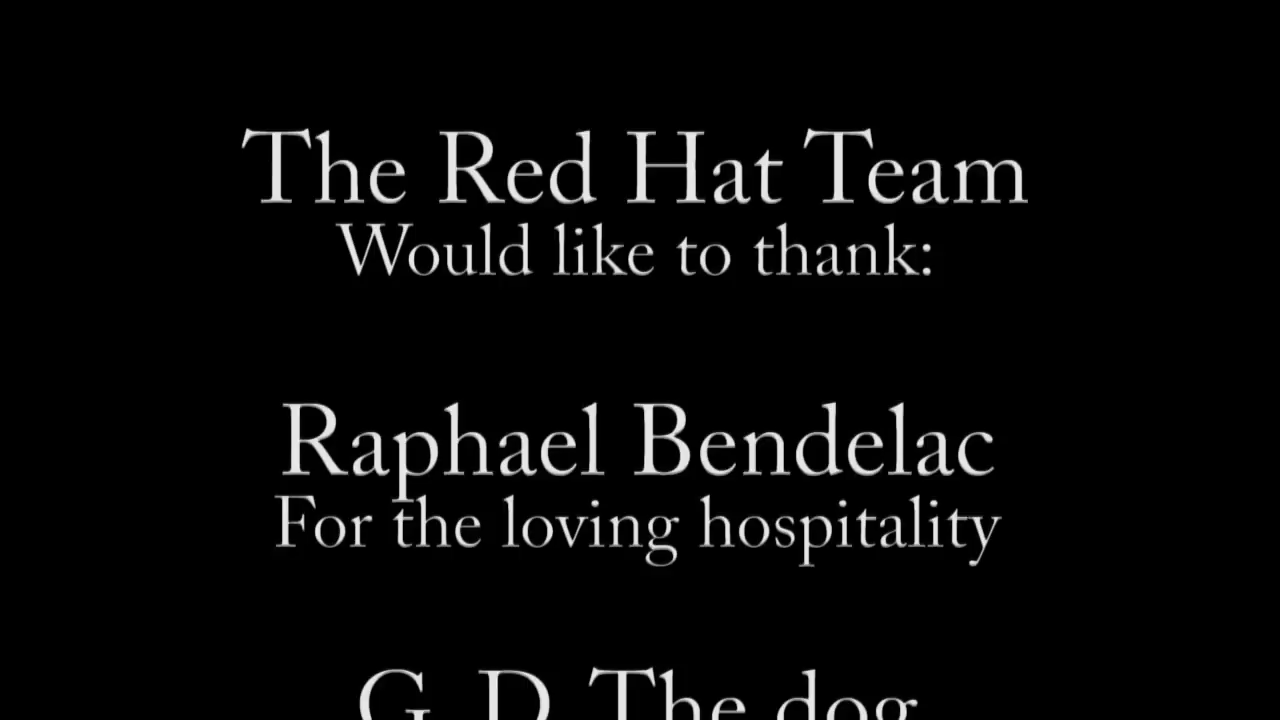 The Red Hat Team
Would like to thank:
Raphael Bendelac
For the loving hospitality
G. D. The dog